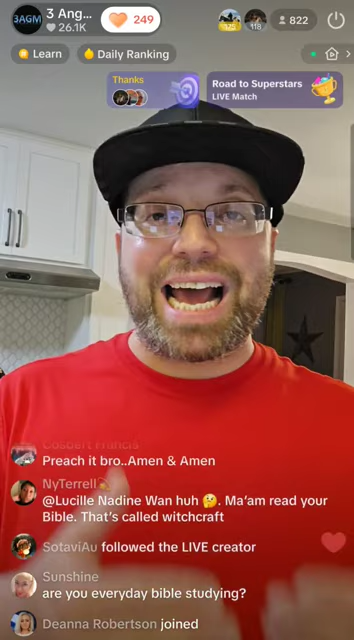 3AGM
3 Ang...
26.1K
249
1125
118
822
Learn
Daily Ranking
Thanks
Road to Superstars
LIVE Match
Cosbert Francis
Preach it bro..Amen & Amen
NyTerrell
@Lucille Nadine Wan huh 🤔. Ma'am read your
Bible. That's called witchcraft
SotaviAu followed the LIVE creator
Sunshine
are you everyday bible studying?
Deanna Robertson joined